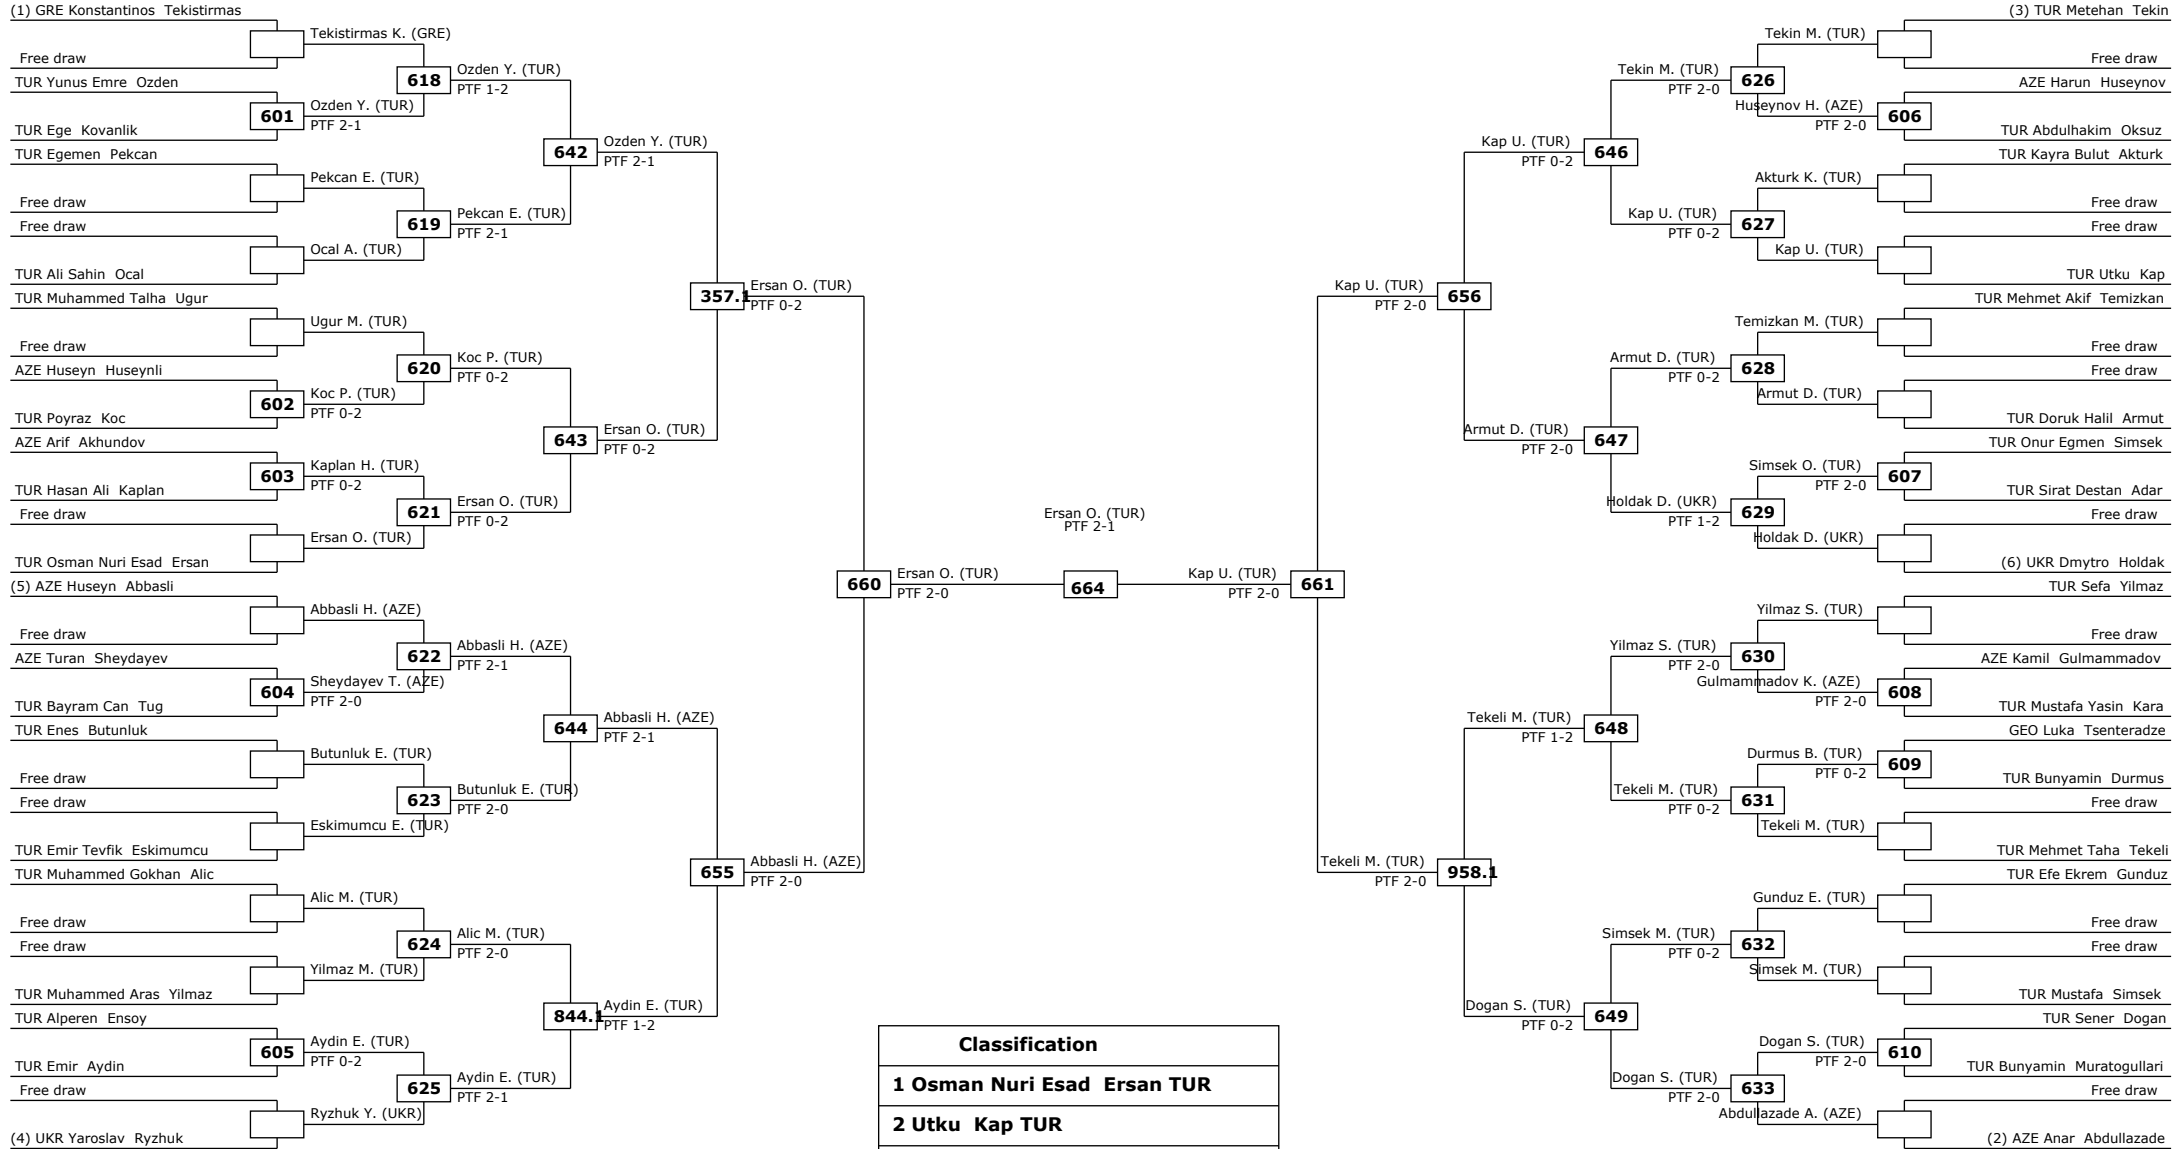 (1) GRE Konstantinos Tekistirmas
Tekistirmas K. (GRE)
Free draw
618
Ozden Y. (TUR)
PTF 1-2
TUR Yunus Emre Ozden
601
Ozden Y. (TUR)
PTF 2-1
TUR Ege Kovanlik
642
Ozden Y. (TUR)
PTF 2-1
TUR Egemen Pekcan
Pekcan E. (TUR)
Free draw
619
Pekcan E. (TUR)
PTF 2-1
Free draw
Ocal A. (TUR)
TUR Ali Sahin Ocal
357.1
Ersan O. (TUR)
PTF 0-2
TUR Muhammed Talha Ugur
Ugur M. (TUR)
Free draw
620
Koc P. (TUR)
PTF 0-2
AZE Huseyn Huseynli
602
Koc P. (TUR)
PTF 0-2
TUR Poyraz Koc
643
Ersan O. (TUR)
PTF 0-2
AZE Arif Akhundov
603
Kaplan H. (TUR)
PTF 0-2
TUR Hasan Ali Kaplan
621
Ersan O. (TUR)
PTF 0-2
Free draw
Ersan O. (TUR)
TUR Osman Nuri Esad Ersan
660
Ersan O. (TUR)
PTF 2-0
(5) AZE Huseyn Abbasli
Abbasli H. (AZE)
Free draw
622
Abbasli H. (AZE)
PTF 2-1
AZE Turan Sheydayev
604
Sheydayev T. (AZE)
PTF 2-0
TUR Bayram Can Tug
644
Abbasli H. (AZE)
PTF 2-1
TUR Enes Butunluk
Butunluk E. (TUR)
Free draw
623
Butunluk E. (TUR)
PTF 2-0
Free draw
Eskimumcu E. (TUR)
TUR Emir Tevfik Eskimumcu
655
Abbasli H. (AZE)
PTF 2-0
TUR Muhammed Gokhan Alic
Alic M. (TUR)
Free draw
624
Alic M. (TUR)
PTF 2-0
Free draw
Yilmaz M. (TUR)
TUR Muhammed Aras Yilmaz
844.1
Aydin E. (TUR)
PTF 1-2
TUR Alperen Ensoy
605
Aydin E. (TUR)
PTF 0-2
TUR Emir Aydin
625
Aydin E. (TUR)
PTF 2-1
Free draw
Ryzhuk Y. (UKR)
(4) UKR Yaroslav Ryzhuk
Ersan O. (TUR)
PTF 2-1
664
(3) TUR Metehan Tekin
Tekin M. (TUR)
Free draw
Tekin M. (TUR)
PTF 2-0
626
AZE Harun Huseynov
Huseynov H. (AZE)
PTF 2-0
606
TUR Abdulhakim Oksuz
Kap U. (TUR)
PTF 0-2
646
TUR Kayra Bulut Akturk
Akturk K. (TUR)
Free draw
Kap U. (TUR)
PTF 0-2
627
Free draw
Kap U. (TUR)
TUR Utku Kap
Kap U. (TUR)
PTF 2-0
656
TUR Mehmet Akif Temizkan
Temizkan M. (TUR)
Free draw
Armut D. (TUR)
PTF 0-2
628
Free draw
Armut D. (TUR)
TUR Doruk Halil Armut
Armut D. (TUR)
PTF 2-0
647
TUR Onur Egmen Simsek
Simsek O. (TUR)
PTF 2-0
607
TUR Sirat Destan Adar
Holdak D. (UKR)
PTF 1-2
629
Free draw
Holdak D. (UKR)
(6) UKR Dmytro Holdak
Kap U. (TUR)
PTF 2-0
661
TUR Sefa Yilmaz
Yilmaz S. (TUR)
Free draw
Yilmaz S. (TUR)
PTF 2-0
630
AZE Kamil Gulmammadov
Gulmammadov K. (AZE)
PTF 2-0
608
TUR Mustafa Yasin Kara
Tekeli M. (TUR)
PTF 1-2
648
GEO Luka Tsenteradze
Durmus B. (TUR)
PTF 0-2
609
TUR Bunyamin Durmus
Tekeli M. (TUR)
PTF 0-2
631
Free draw
Tekeli M. (TUR)
TUR Mehmet Taha Tekeli
Tekeli M. (TUR)
PTF 2-0
958.1
TUR Efe Ekrem Gunduz
Gunduz E. (TUR)
Free draw
Simsek M. (TUR)
PTF 0-2
632
Free draw
Simsek M. (TUR)
TUR Mustafa Simsek
Dogan S. (TUR)
PTF 0-2
649
TUR Sener Dogan
Dogan S. (TUR)
PTF 2-0
610
TUR Bunyamin Muratogullari
Dogan S. (TUR)
PTF 2-0
633
Free draw
Abdullazade A. (AZE)
(2) AZE Anar Abdullazade
Classification
1 Osman Nuri Esad Ersan TUR
2 Utku Kap TUR